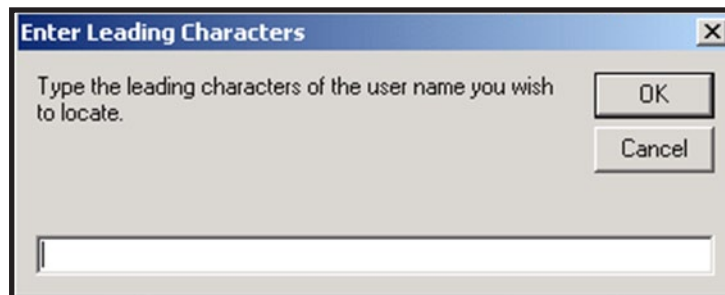 Enter Leading Characters
Type the leading characters of the user name you wish
to locate.
OK
Cancel